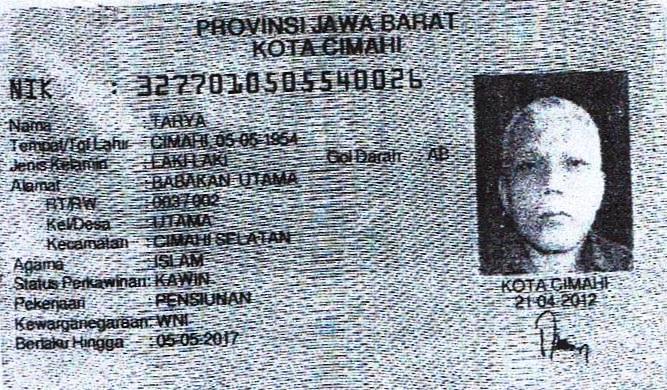 PROVINSI JAWA BARAT
KOTA CIMAHI
NIK : 3277010505540026
Nama : TARYA
Tempat/Tgl Lahir : CIMAHI, 05-05-1954
Jenis Kelamin : LAKI-LAKI Gol Darah : AB
Alamat : BABAKAN UTAMA
RT/RW : 003/002
Kel/Desa : UTAMA
Kecamatan : CIMAHI SELATAN
Agama : ISLAM
Status Perkawinan: KAWIN
Pekerjaan : PENSIUNAN
Kewarganegaraan: WNI
Berlaku Hingga : 05-05-2017
KOTA CIMAHI
21-04-2012